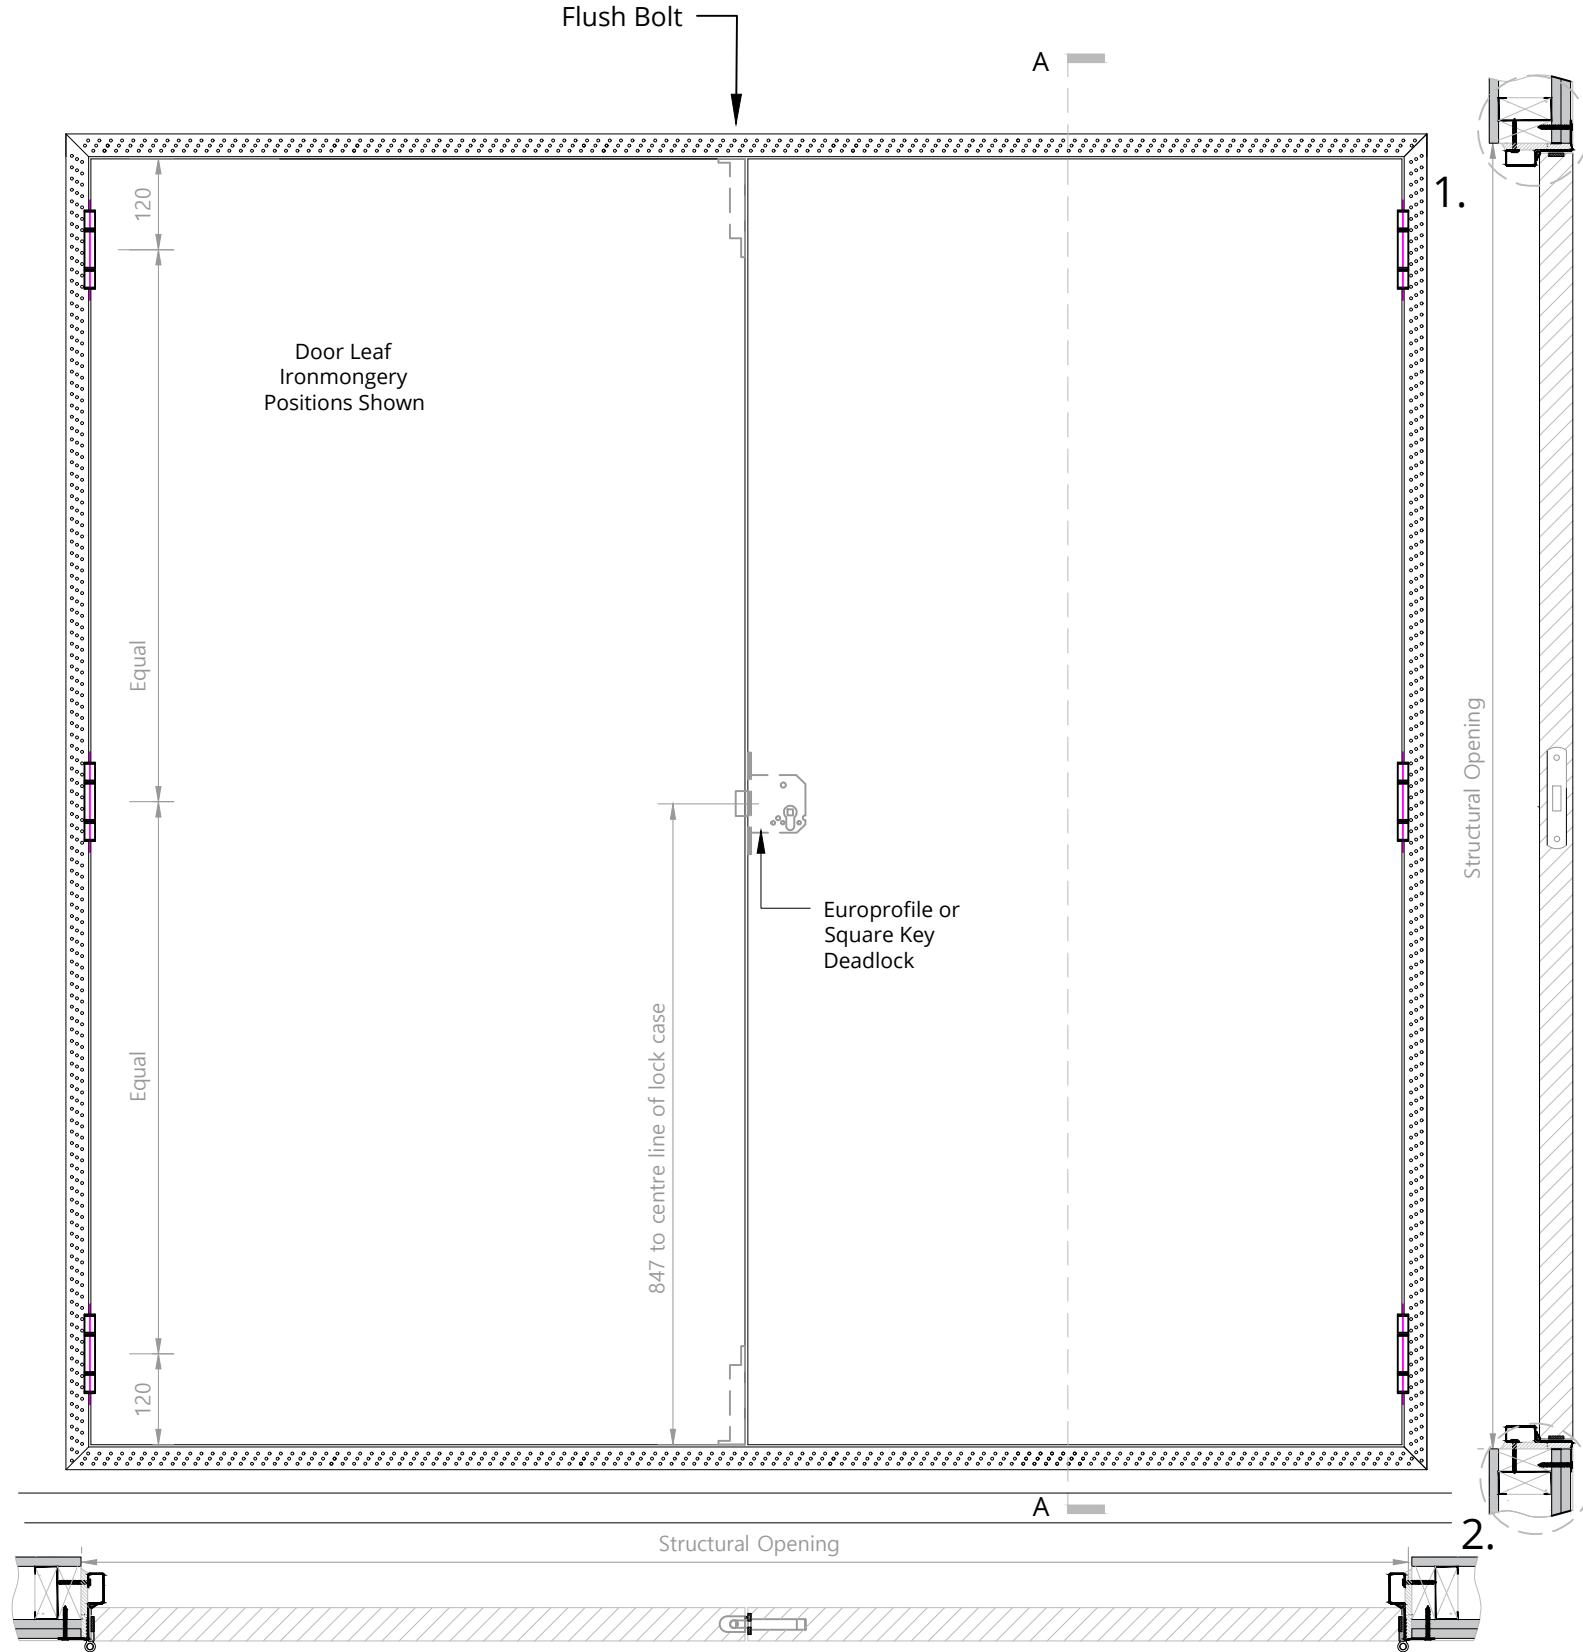 Flush Bolt
A
1.
120
Door Leaf
Ironmongery
Positions Shown
Equal
Structural Opening
Europrofile or
Square Key
Deadlock
847 to centre line of lock case
Equal
120
A
2.
Structural Opening